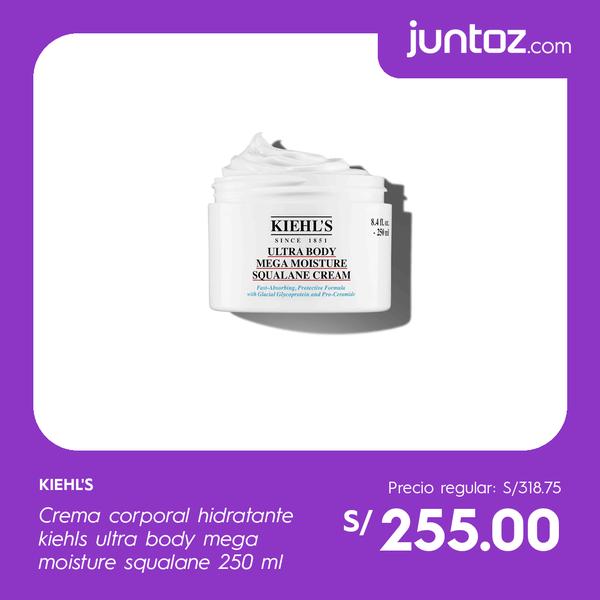 juntoz.com
KIEHL'S
SINCE 1851
ULTRA BODY
MEGA MOISTURE
SQUALANE CREAM
Fast-Absorbing, Protective Formula
with Glacial Glycoprotein and Pro-Ceramide
8.4 fl. oz.
- 250 ml
KIEHL'S
Crema corporal hidratante
kiehls ultra body mega
moisture squalane 250 ml
Precio regular: S/318.75
S/ 255.00